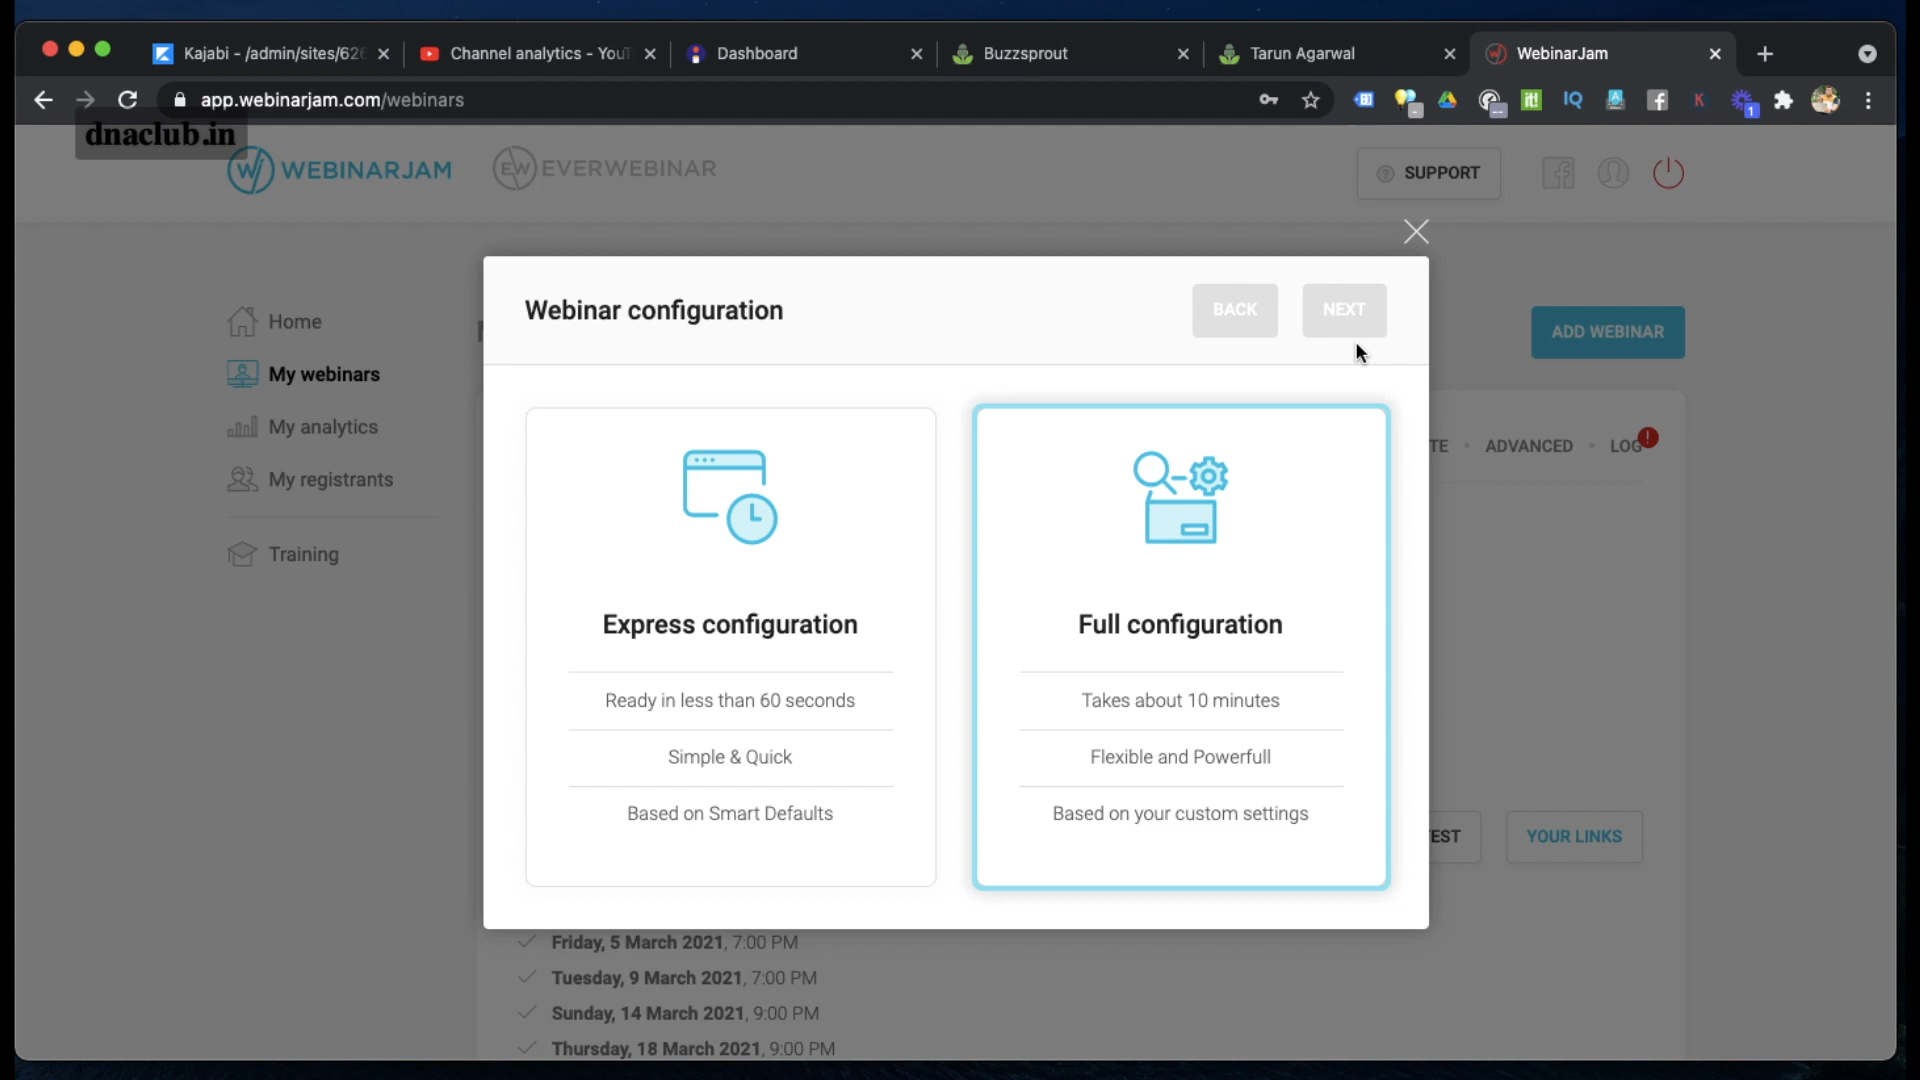 Kajabi - /admin/sites/626
Channel analytics - YouT
Dashboard
Buzzsprout
Tarun Agarwal
WebinarJam
app.webinarjam.com/webinars
dnaclub.in
WEBINARJAM
EVERWEBINAR
SUPPORT
Home
My webinars
My analytics
My registrants
Training
ADD WEBINAR
Webinar configuration
BACK
NEXT
TE • ADVANCED • LOG
Express configuration
Ready in less than 60 seconds
Simple & Quick
Based on Smart Defaults
Full configuration
Takes about 10 minutes
Flexible and Powerfull
Based on your custom settings
EST
YOUR LINKS
Friday, 5 March 2021, 7:00 PM
Tuesday, 9 March 2021, 7:00 PM
Sunday, 14 March 2021, 9:00 PM
Thursday, 18 March 2021, 9:00 PM